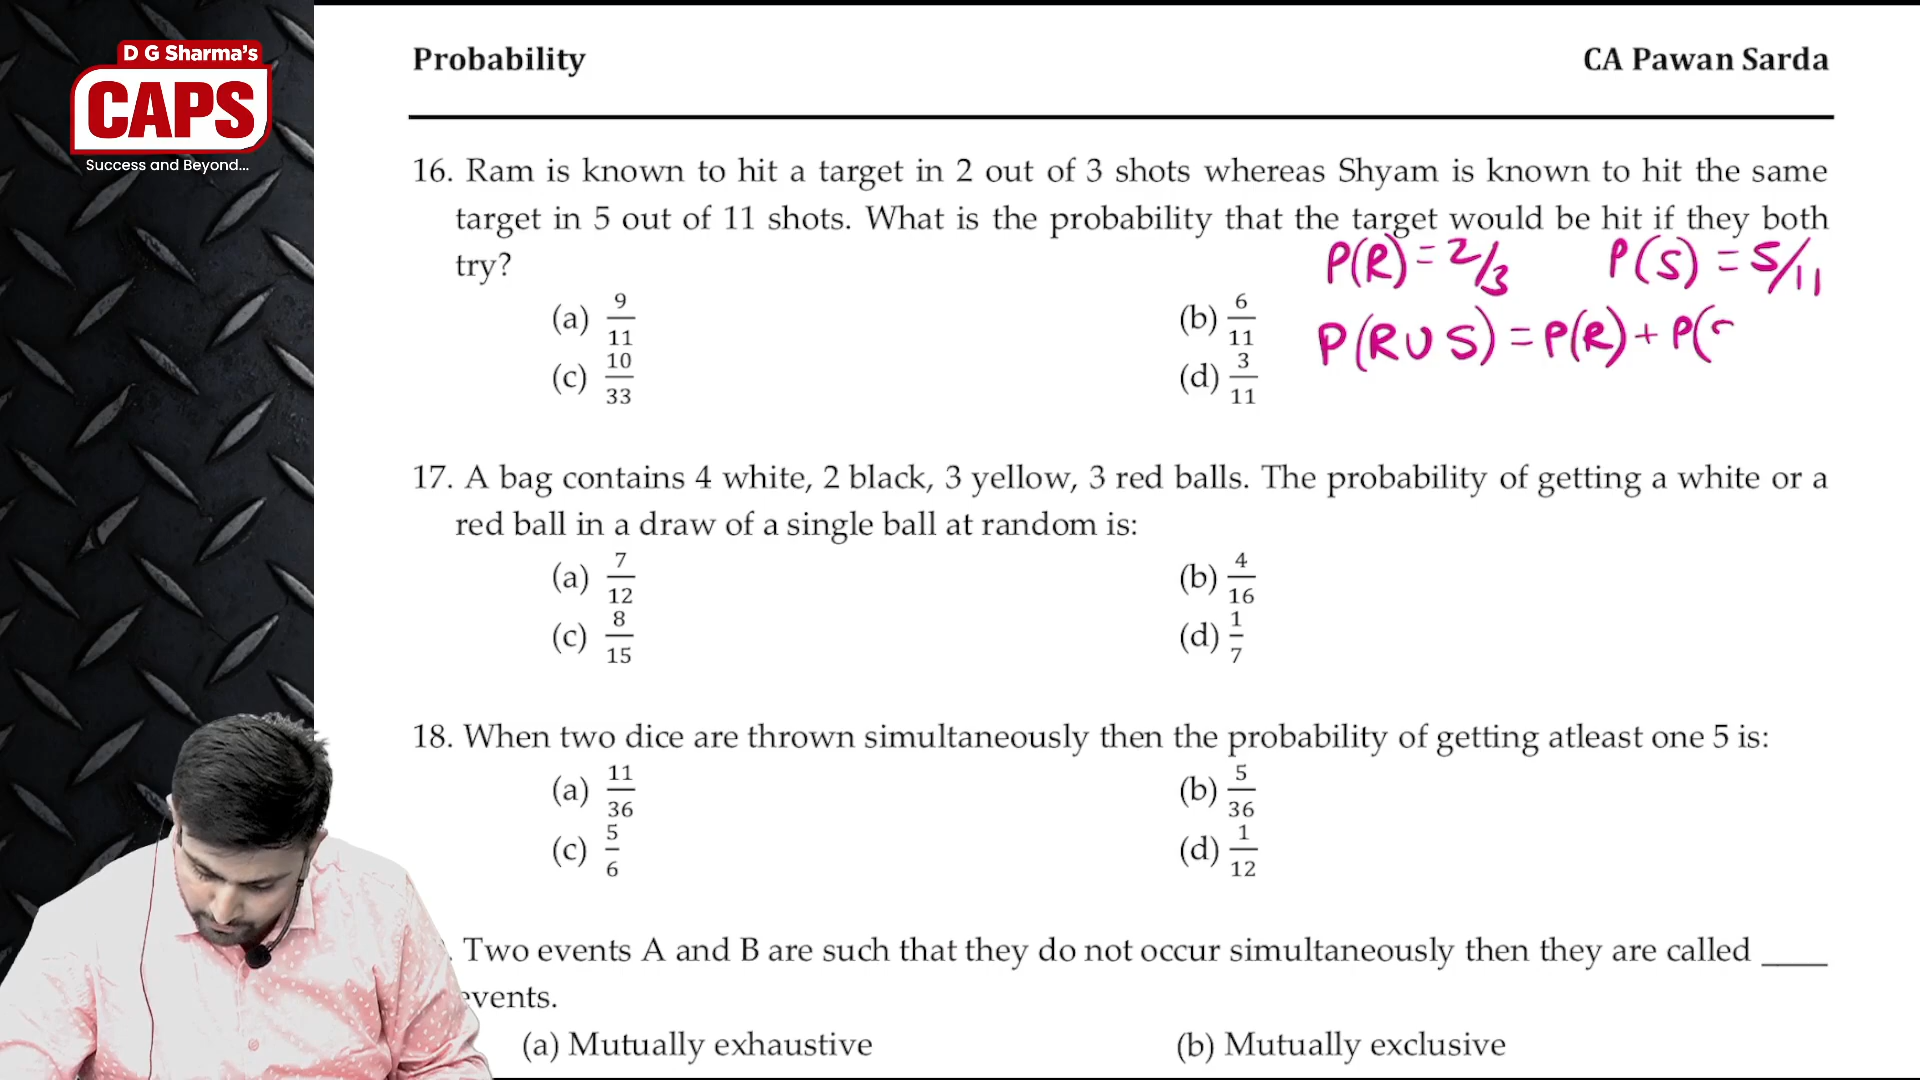 D G Sharma's
CAPS
Success and Beyond...
Probability CA Pawan Sarda
16. Ram is known to hit a target in 2 out of 3 shots whereas Shyam is known to hit the same
target in 5 out of 11 shots. What is the probability that the target would be hit if they both
try?
P(R) = 2/3 P(S) = 5/11
P(R∪S) = P(R) + P(
(a) 9/11 (b) 6/11
(c) 10/33 (d) 3/11
17. A bag contains 4 white, 2 black, 3 yellow, 3 red balls. The probability of getting a white or a
red ball in a draw of a single ball at random is:
(a) 7/12 (b) 4/16
(c) 8/15 (d) 1/7
18. When two dice are thrown simultaneously then the probability of getting atleast one 5 is:
(a) 11/36 (b) 5/36
(c) 5/6 (d) 1/12
Two events A and B are such that they do not occur simultaneously then they are called ____
events.
(a) Mutually exhaustive (b) Mutually exclusive